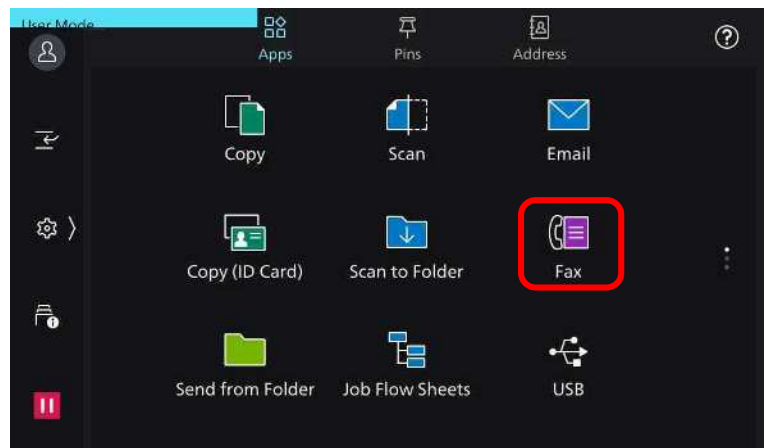 User Mode
Apps
Pins
Address
Copy
Scan
Email
Copy (ID Card)
Scan to Folder
Fax
Send from Folder
Job Flow Sheets
USB